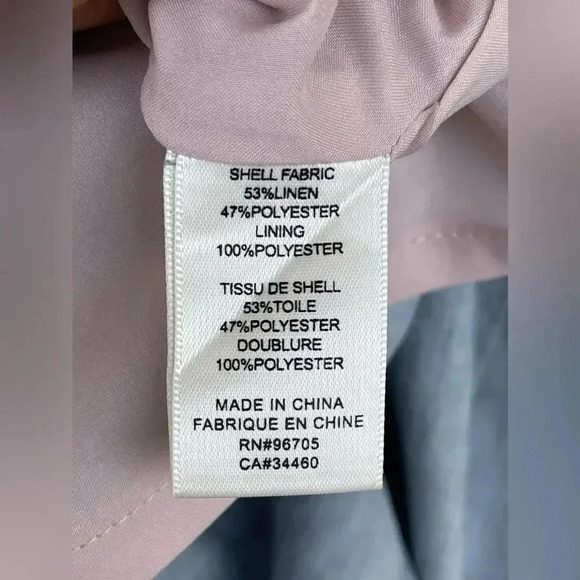 SHELL FABRIC
53%LINEN
47%POLYESTER
LINING
100%POLYESTER
TISSU DE SHELL
53%TOILE
47%POLYESTER
DOUBLURE
100%POLYESTER
MADE IN CHINA
FABRIQUE EN CHINE
RN#96705
CA#34460